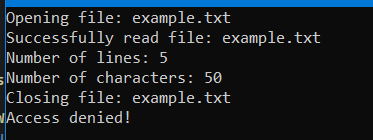 Opening file: example.txt
Successfully read file: example.txt
Number of lines: 5
Number of characters: 50
Closing file: example.txt
Access denied!